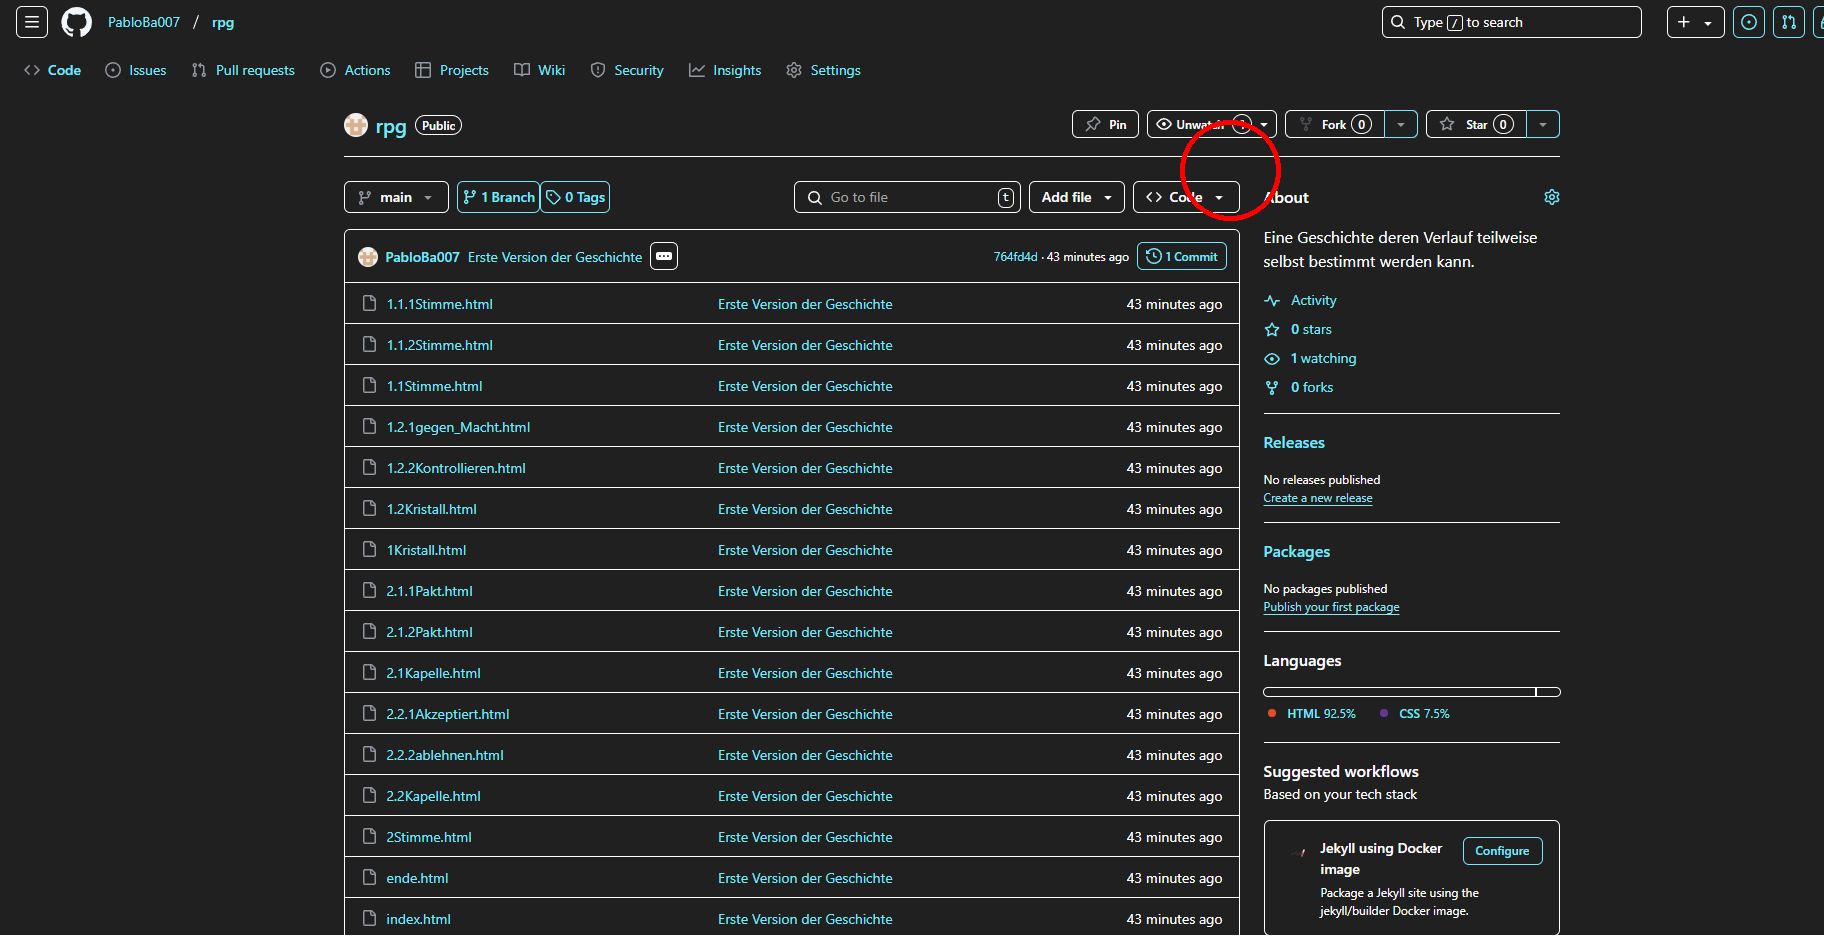 PabloBa007 / rpg
Type / to search
Code Issues Pull requests Actions Projects Wiki Security Insights Settings
rpg Public
Pin Unwatch 1 Fork 0 Star 0
main 1 Branch 0 Tags Go to file t Add file Code
About
Eine Geschichte deren Verlauf teilweise
selbst bestimmt werden kann.
Activity
0 stars
1 watching
0 forks
Releases
No releases published
Create a new release
Packages
No packages published
Publish your first package
Languages
HTML 92.5% CSS 7.5%
Suggested workflows
Based on your tech stack
Jekyll using Docker
image
Configure
Package a Jekyll site using the
jekyll/builder Docker image.
PabloBa007 Erste Version der Geschichte 764fd4d · 43 minutes ago 1 Commit
1.1.1Stimme.html Erste Version der Geschichte 43 minutes ago
1.1.2Stimme.html Erste Version der Geschichte 43 minutes ago
1.1Stimme.html Erste Version der Geschichte 43 minutes ago
1.2.1gegen_Macht.html Erste Version der Geschichte 43 minutes ago
1.2.2Kontrollieren.html Erste Version der Geschichte 43 minutes ago
1.2Kristall.html Erste Version der Geschichte 43 minutes ago
1Kristall.html Erste Version der Geschichte 43 minutes ago
2.1.1Pakt.html Erste Version der Geschichte 43 minutes ago
2.1.2Pakt.html Erste Version der Geschichte 43 minutes ago
2.1Kapelle.html Erste Version der Geschichte 43 minutes ago
2.2.1Akzeptiert.html Erste Version der Geschichte 43 minutes ago
2.2.2ablehnen.html Erste Version der Geschichte 43 minutes ago
2.2Kapelle.html Erste Version der Geschichte 43 minutes ago
2Stimme.html Erste Version der Geschichte 43 minutes ago
ende.html Erste Version der Geschichte 43 minutes ago
index.html Erste Version der Geschichte 43 minutes ago